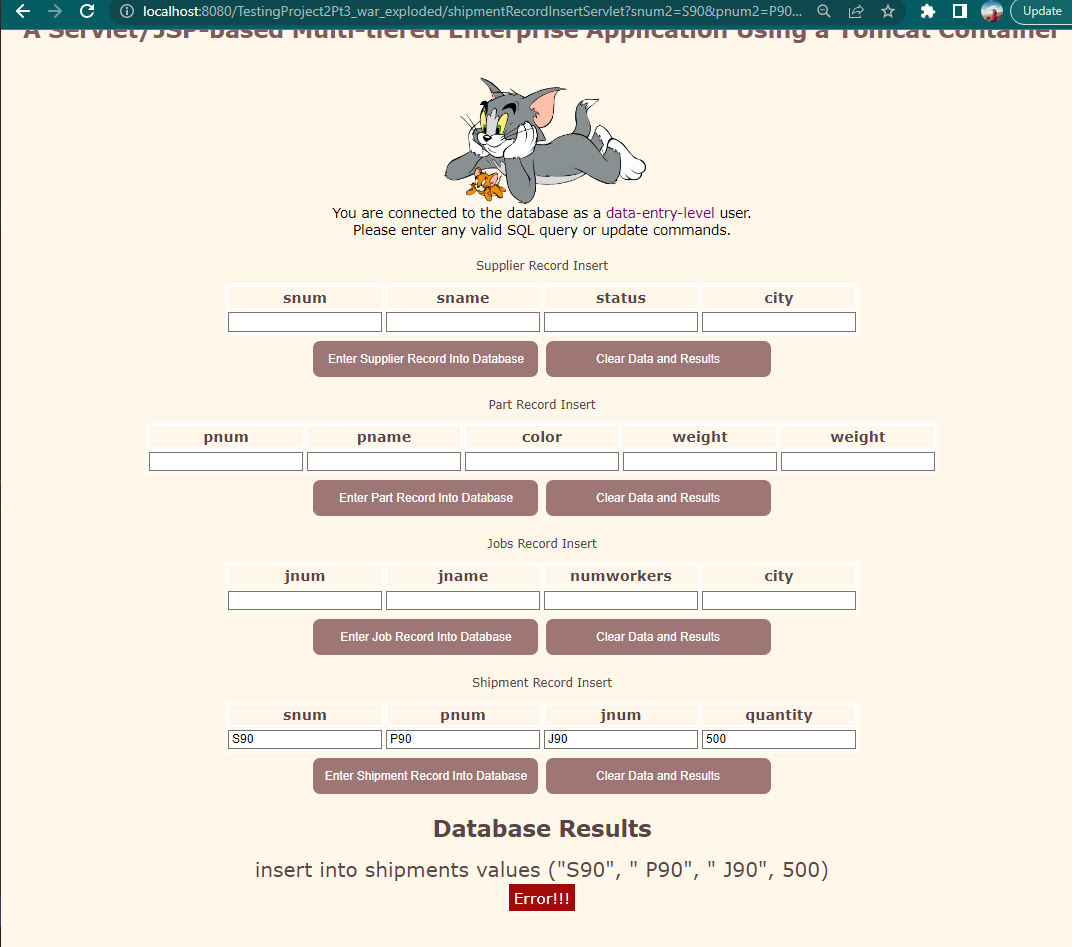 localhost:8080/TestingProject2Pt3_war_exploded/shipmentRecordInsertServlet?snum2=S90&pnum2=P90... Update
A Servlet/JSP-based Multi-tiered Enterprise Application Using a Tomcat Container
You are connected to the database as a data-entry-level user.
Please enter any valid SQL query or update commands.
Supplier Record Insert
snum sname status city
Enter Supplier Record Into Database Clear Data and Results
Part Record Insert
pnum pname color weight weight
Enter Part Record Into Database Clear Data and Results
Jobs Record Insert
jnum jname numworkers city
Enter Job Record Into Database Clear Data and Results
Shipment Record Insert
snum pnum jnum quantity
S90 P90 J90 500
Enter Shipment Record Into Database Clear Data and Results
Database Results
insert into shipments values ("S90", " P90", " J90", 500)
Error!!!